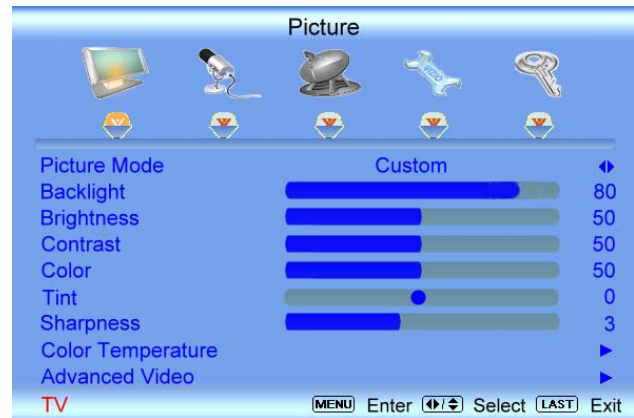 Picture
VIZIO
Picture Mode Custom
Backlight 80
Brightness 50
Contrast 50
Color 50
Tint 0
Sharpness 3
Color Temperature
Advanced Video
TV MENU Enter Select LAST Exit